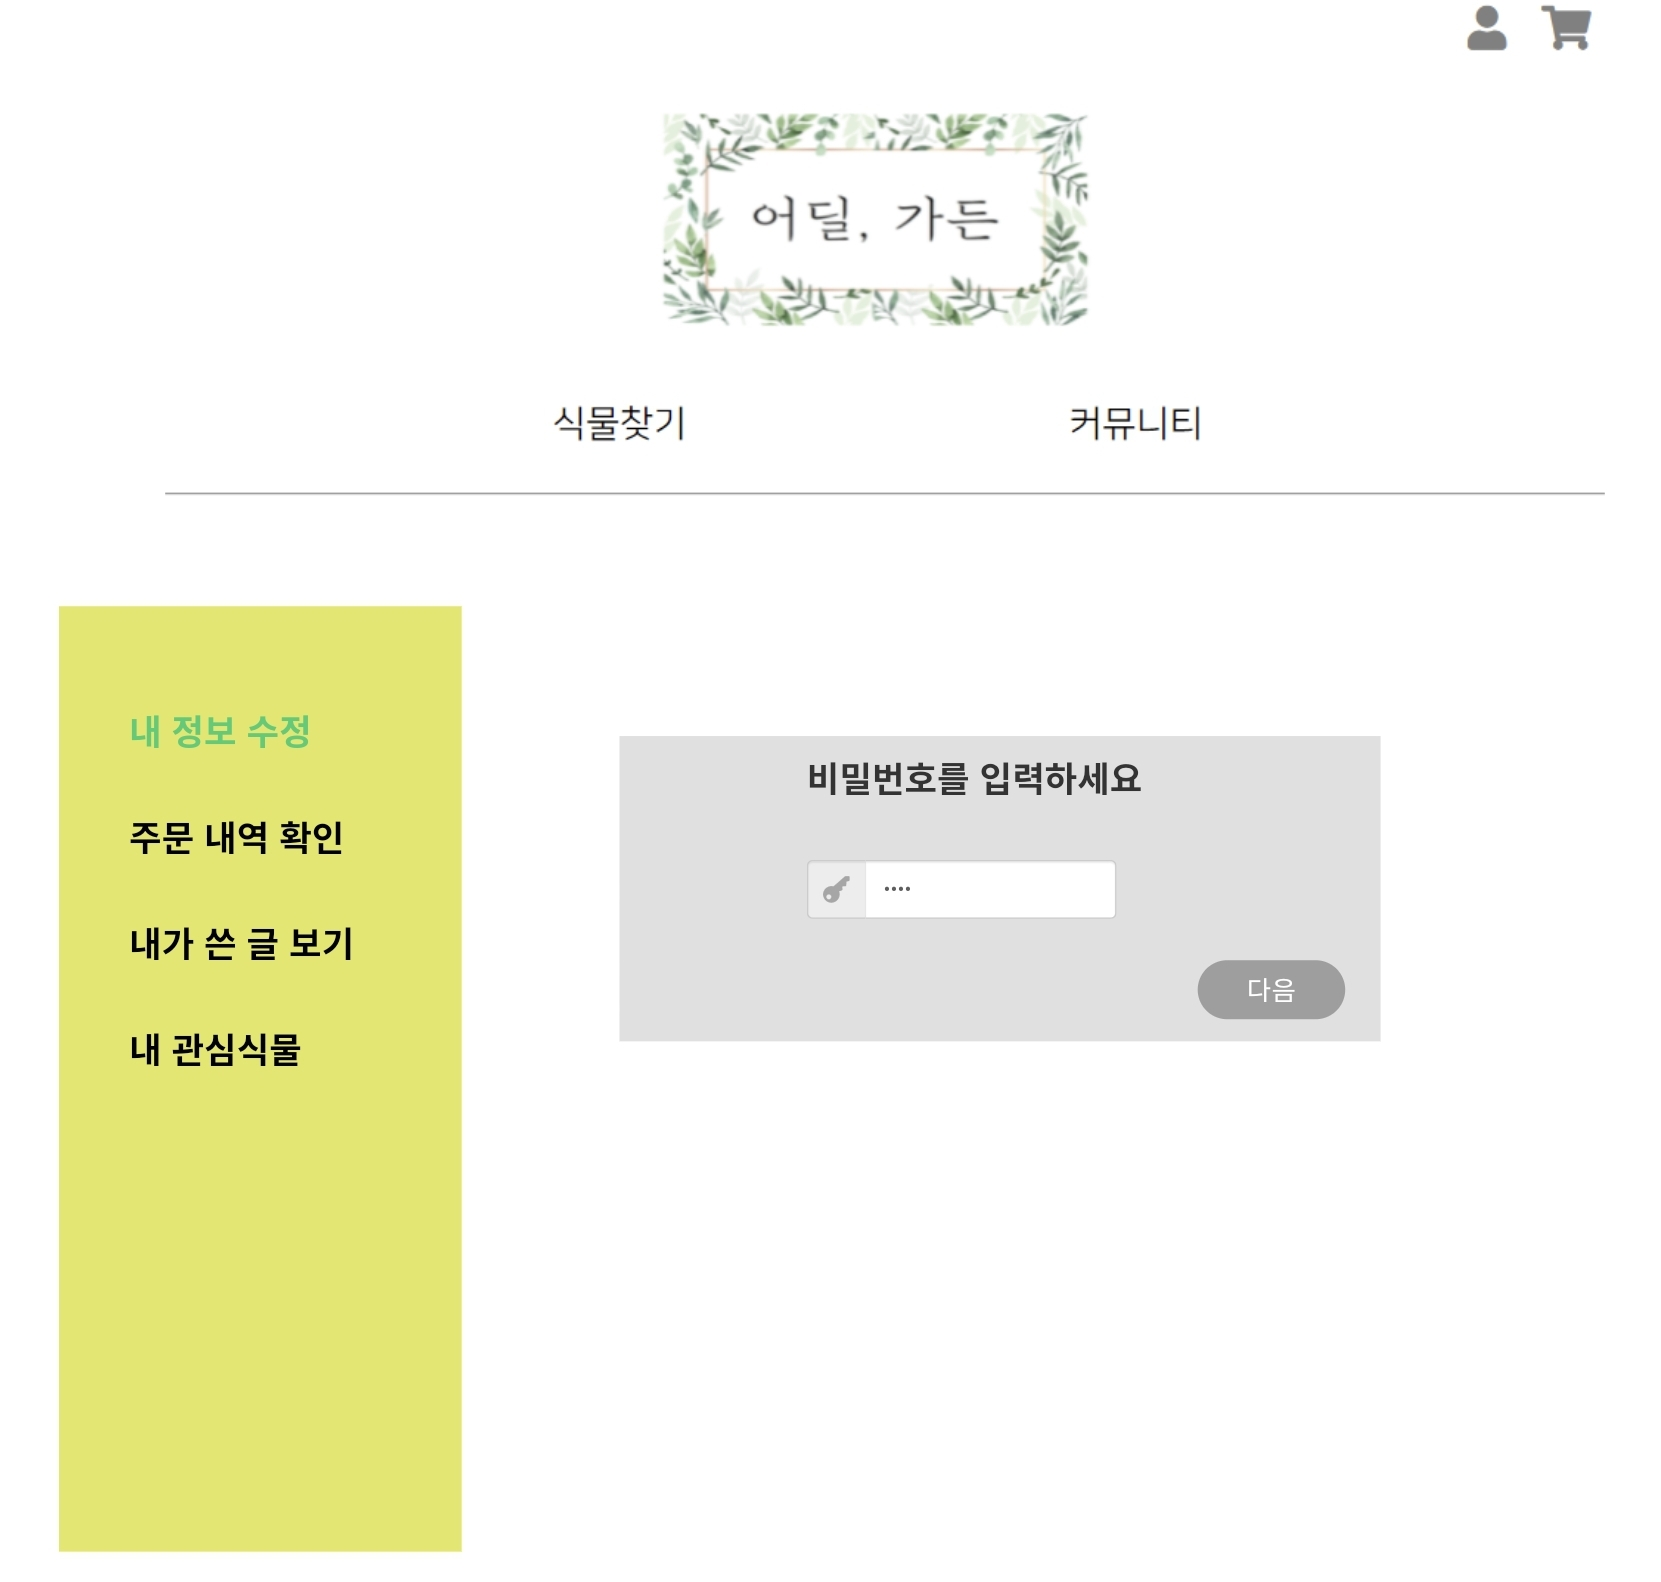 어딜, 가든
식물찾기
커뮤니티
내 정보 수정
주문 내역 확인
내가 쓴 글 보기
내 관심식물
비밀번호를 입력하세요
••••
다음